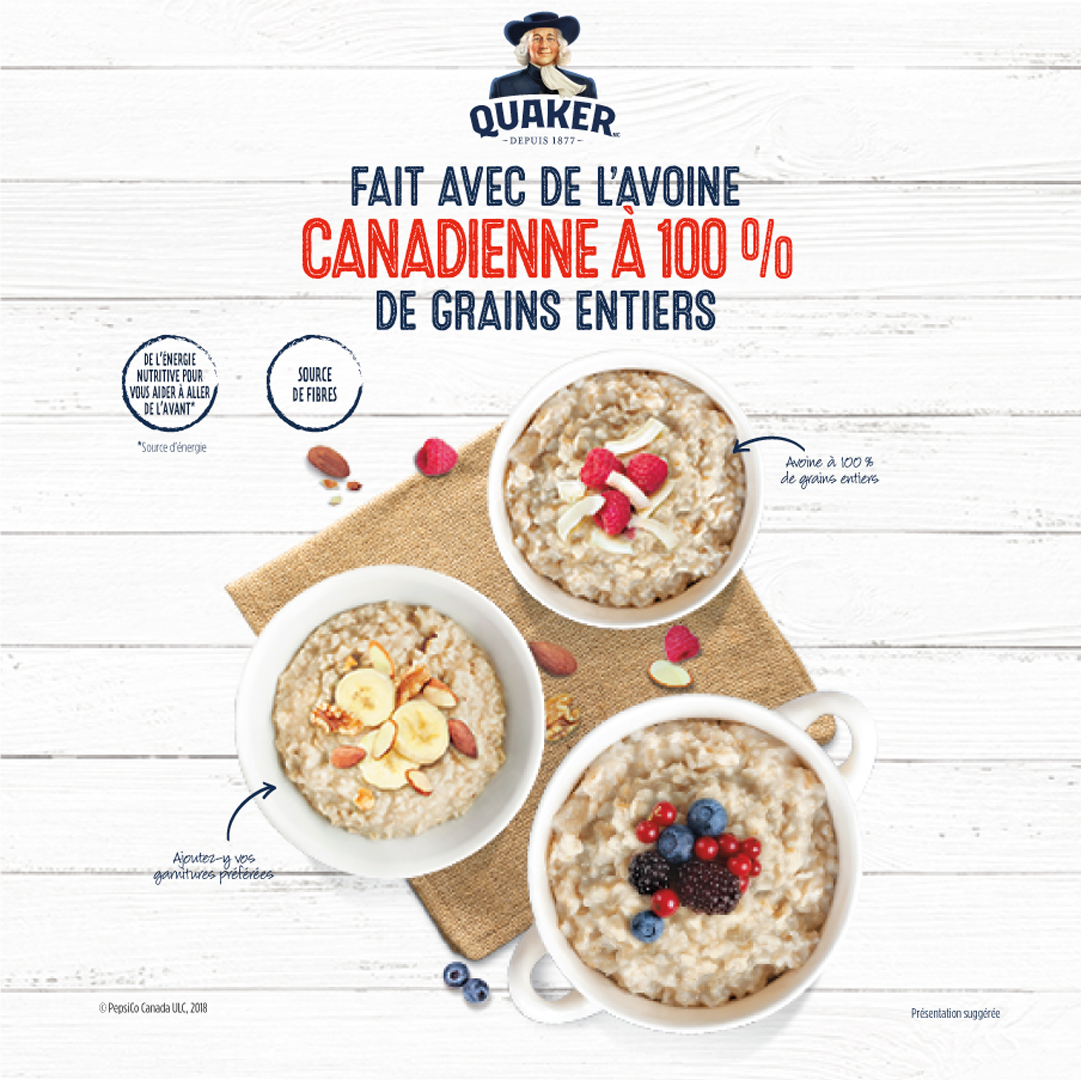 QUAKER MC
-DEPUIS 1877-
FAIT AVEC DE L'AVOINE
CANADIENNE À 100 %
DE GRAINS ENTIERS
DE L'ÉNERGIE
NUTRITIVE POUR
VOUS AIDER À ALLER
DE L'AVANT*
SOURCE
DE FIBRES
*Source d'énergie
Avoine à 100 %
de grains entiers
Ajoutez-y vos
garnitures préférées
© PepsiCo Canada ULC, 2018
Présentation suggérée